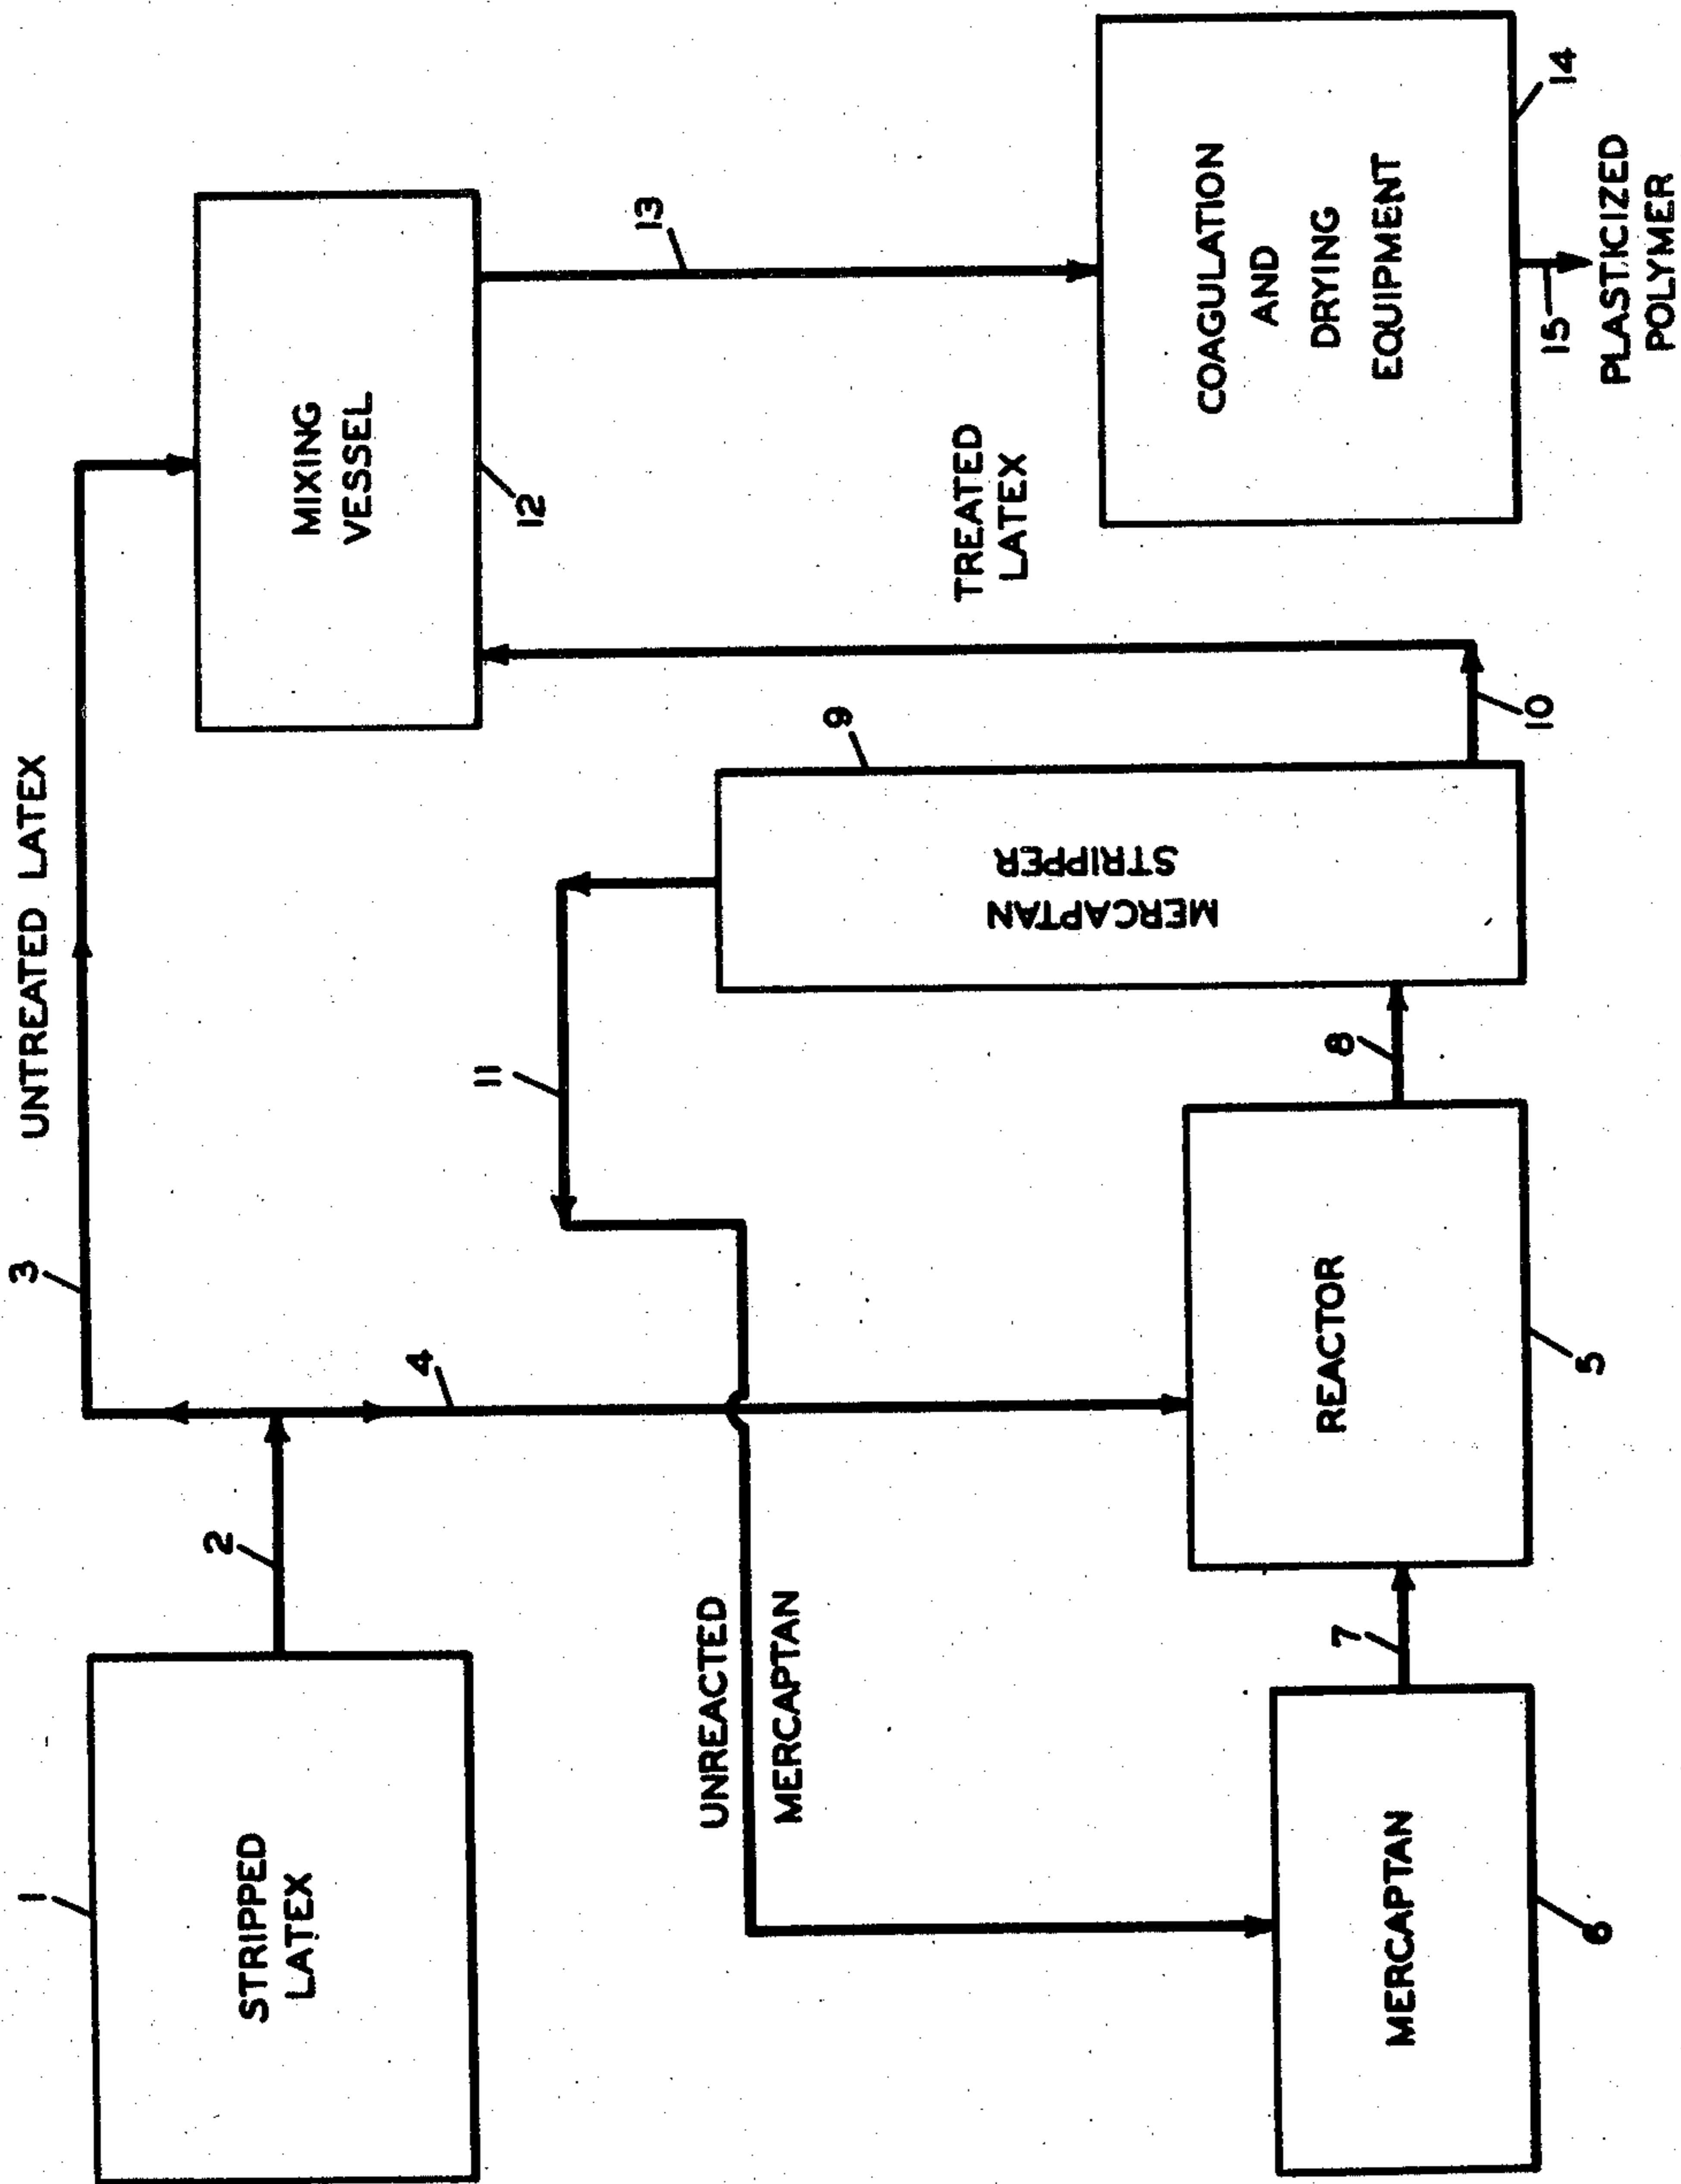 3
UNTREATED LATEX
1
STRIPPED
LATEX
2
4
11
MIXING
VESSEL
12
13
UNREACTED
MERCAPTAN
MERCAPTAN
STRIPPER
9
TREATED
LATEX
MERCAPTAN
6
7
REACTOR
5
8
10
COAGULATION
AND
DRYING
EQUIPMENT
14
15
PLASTICIZED
POLYMER